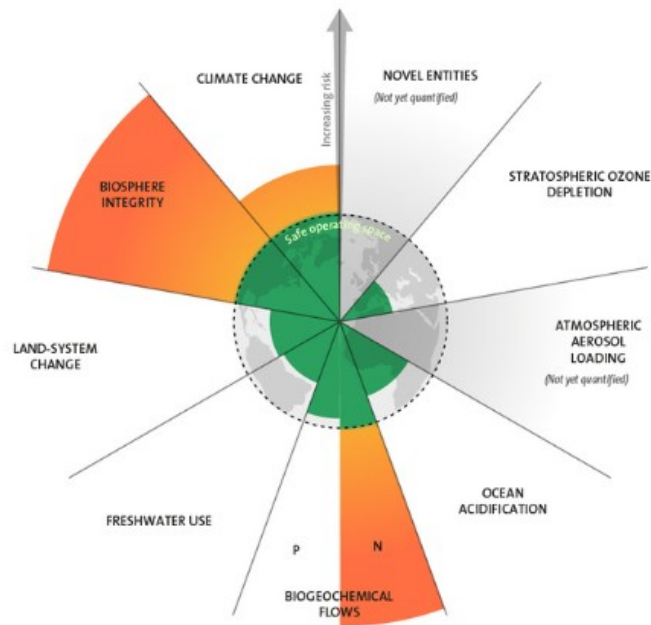 CLIMATE CHANGE
Increasing risk
NOVEL ENTITIES
(Not yet quantified)
BIOSPHERE
INTEGRITY
STRATOSPHERIC OZONE
DEPLETION
Safe operating space
LAND-SYSTEM
CHANGE
ATMOSPHERIC
AEROSOL
LOADING
(Not yet quantified)
FRESHWATER USE
OCEAN
ACIDIFICATION
P
N
BIOGEOCHEMICAL
FLOWS